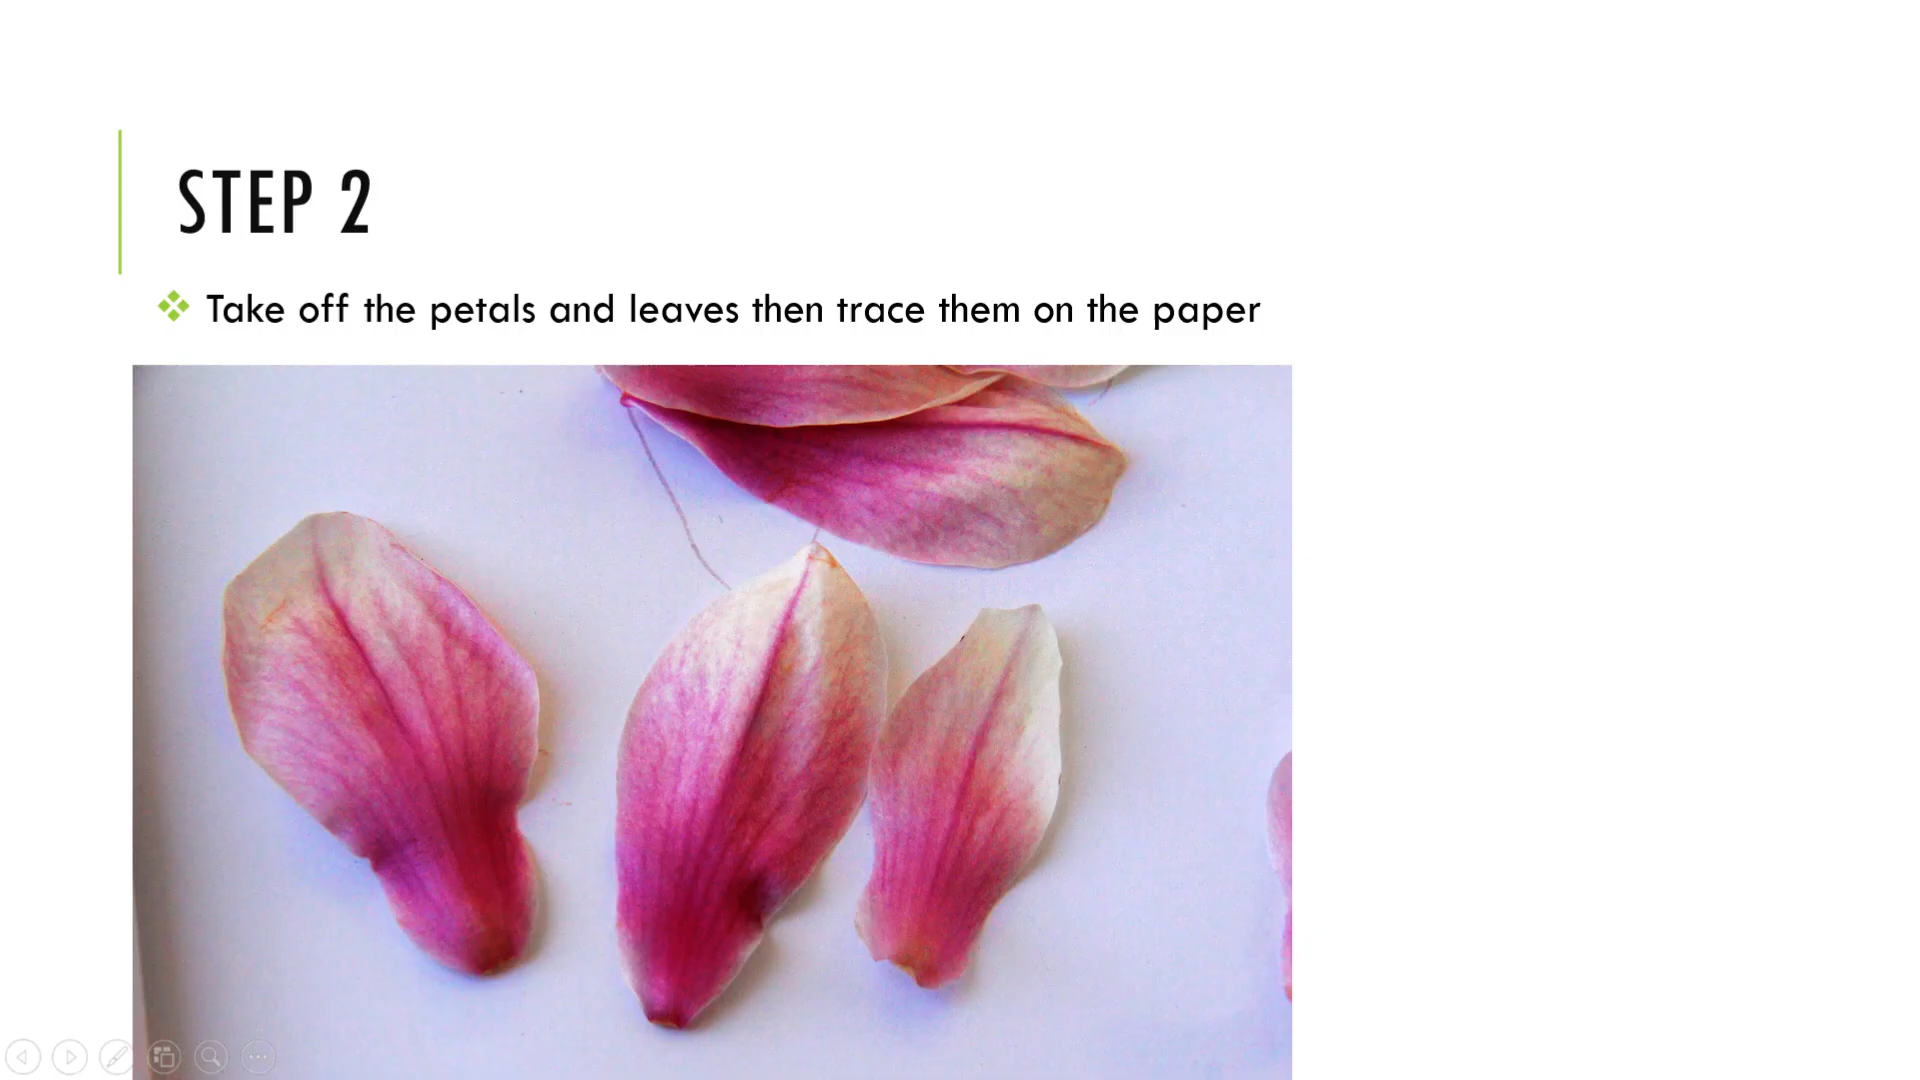 STEP 2
Take off the petals and leaves then trace them on the paper